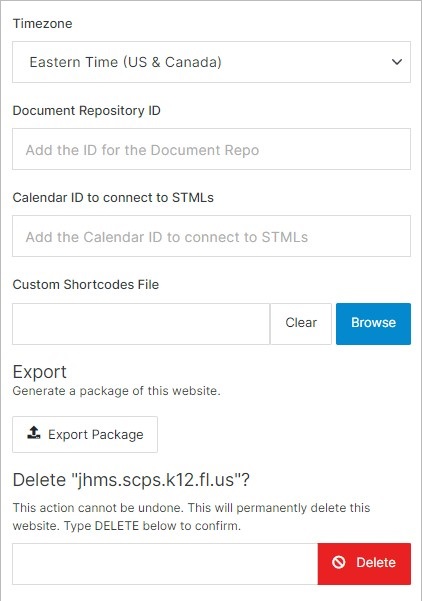 Timezone
Eastern Time (US & Canada)
Document Repository ID
Add the ID for the Document Repo
Calendar ID to connect to STMLs
Add the Calendar ID to connect to STMLs
Custom Shortcodes File
Clear
Browse
Export
Generate a package of this website.
Export Package
Delete "jhms.scps.k12.fl.us"?
This action cannot be undone. This will permanently delete this
website. Type DELETE below to confirm.
Delete